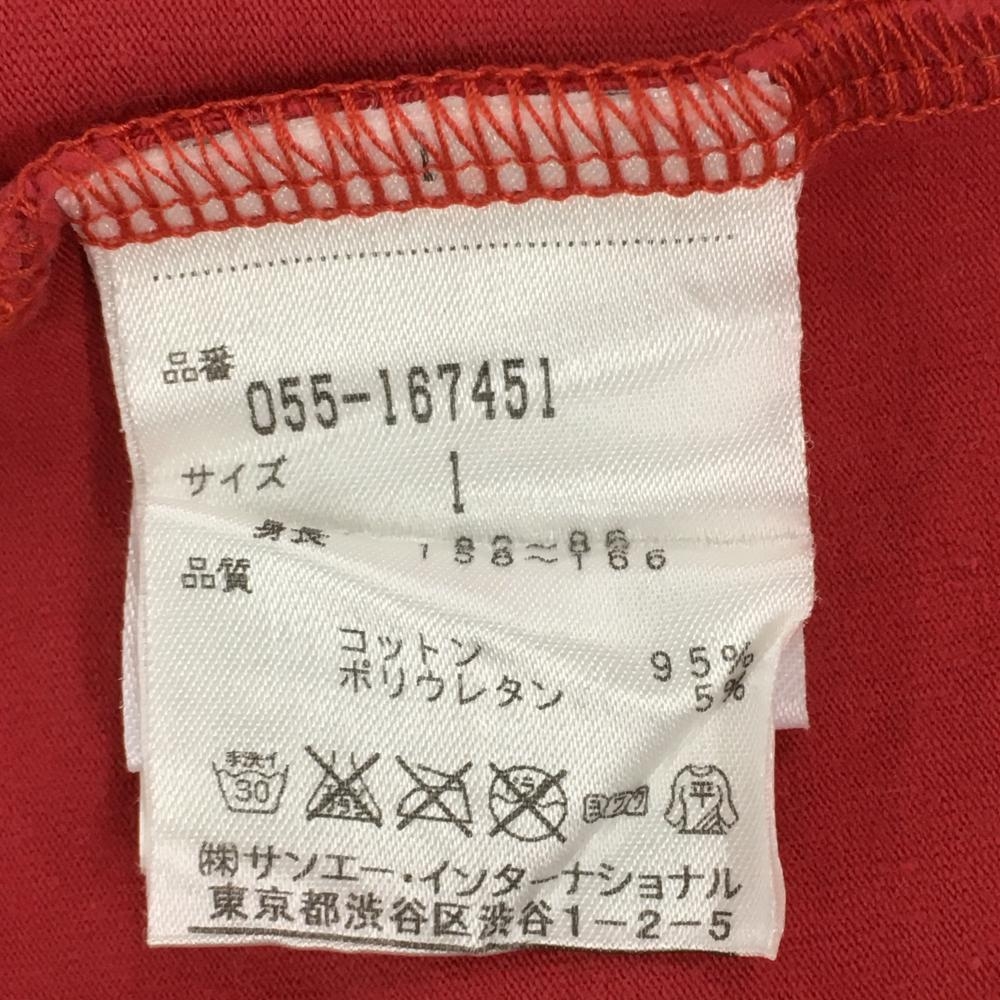 品番
055-167451
サイズ 1
身長
品質
コットン 95%
ポリウレタン 5%
手洗イ
30
平
㈱サンエー・インターナショナル
東京都渋谷区渋谷1-2-5